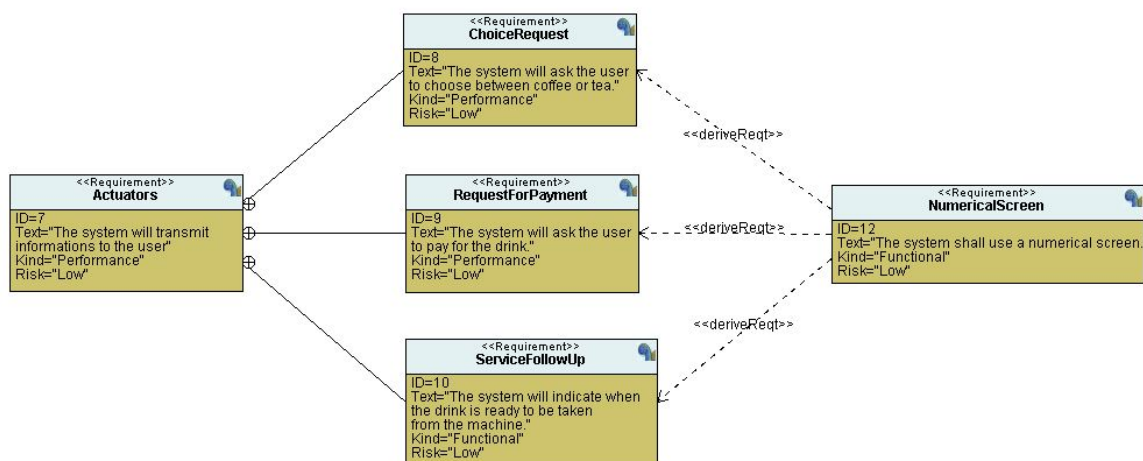 <<Requirement>>
ChoiceRequest
ID=8
Text="The system will ask the user
to choose between coffee or tea."
Kind="Performance"
Risk="Low"
<<deriveReqt>>
<<Requirement>>
Actuators
ID=7
Text="The system will transmit
informations to the user"
Kind="Performance"
Risk="Low"
<<Requirement>>
RequestForPayment
ID=9
Text="The system will ask the user
to pay for the drink."
Kind="Performance"
Risk="Low"
<<deriveReqt>>
<<Requirement>>
NumericalScreen
ID=12
Text="The system shall use a numerical screen.
Kind="Functional"
Risk="Low"
<<deriveReqt>>
<<Requirement>>
ServiceFollowUp
ID=10
Text="The system will indicate when
the drink is ready to be taken
from the machine."
Kind="Functional"
Risk="Low"